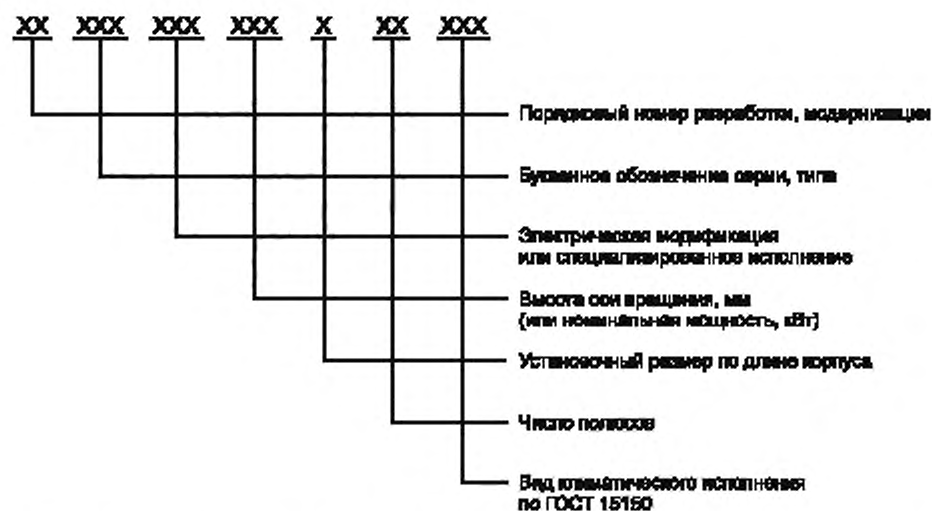 XX XXX XXX XXX X XX XXX
Порядковый номер разработки, модернизации
Буквенное обозначение серии, типа
Электрическая модификация
или специализированное исполнение
Высота оси вращения, мм
(или номинальная мощность, кВт)
Установочный размер по длине корпуса
Число полюсов
Вид климатического исполнения
по ГОСТ 15150